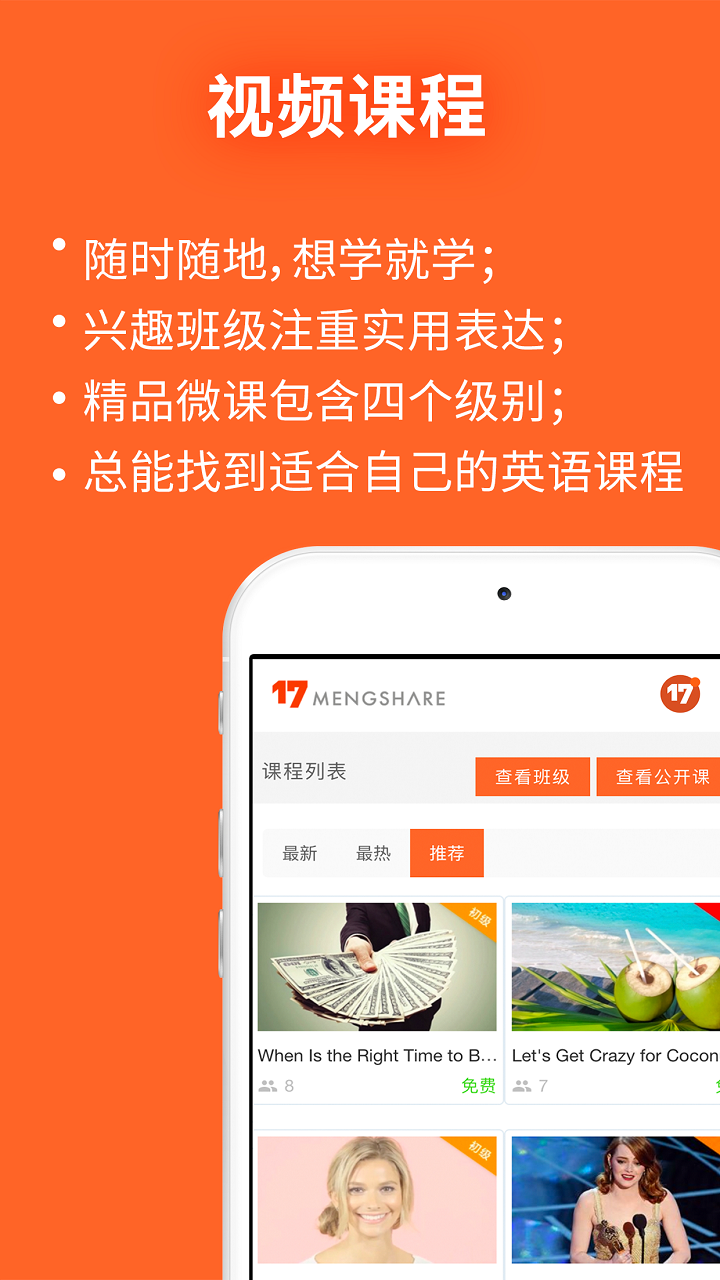 视频课程
• 随时随地，想学就学；
• 兴趣班级注重实用表达；
• 精品微课包含四个级别；
• 总能找到适合自己的英语课程
17 MENGSHARE
17
课程列表 查看班级 查看公开课
最新 最热 推荐
初级
When Is the Right Time to B... Let's Get Crazy for Cocon
8 免费 7
初级